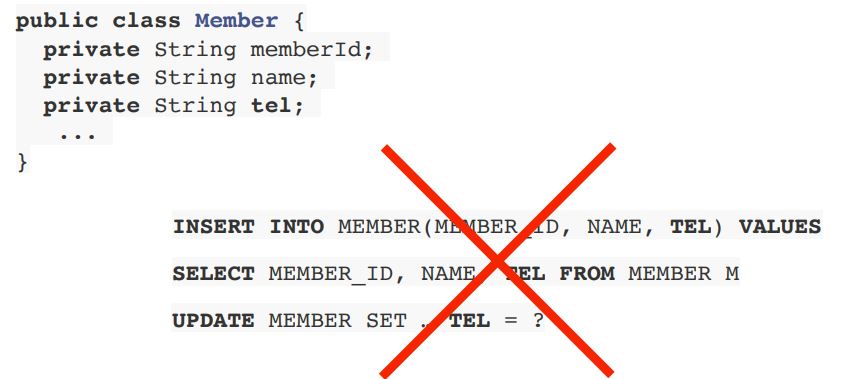 public class Member {
private String memberId;
private String name;
private String tel;
...
}
INSERT INTO MEMBER(MEMBER_ID, NAME, TEL) VALUES
SELECT MEMBER_ID, NAME, TEL FROM MEMBER M
UPDATE MEMBER SET … TEL = ?